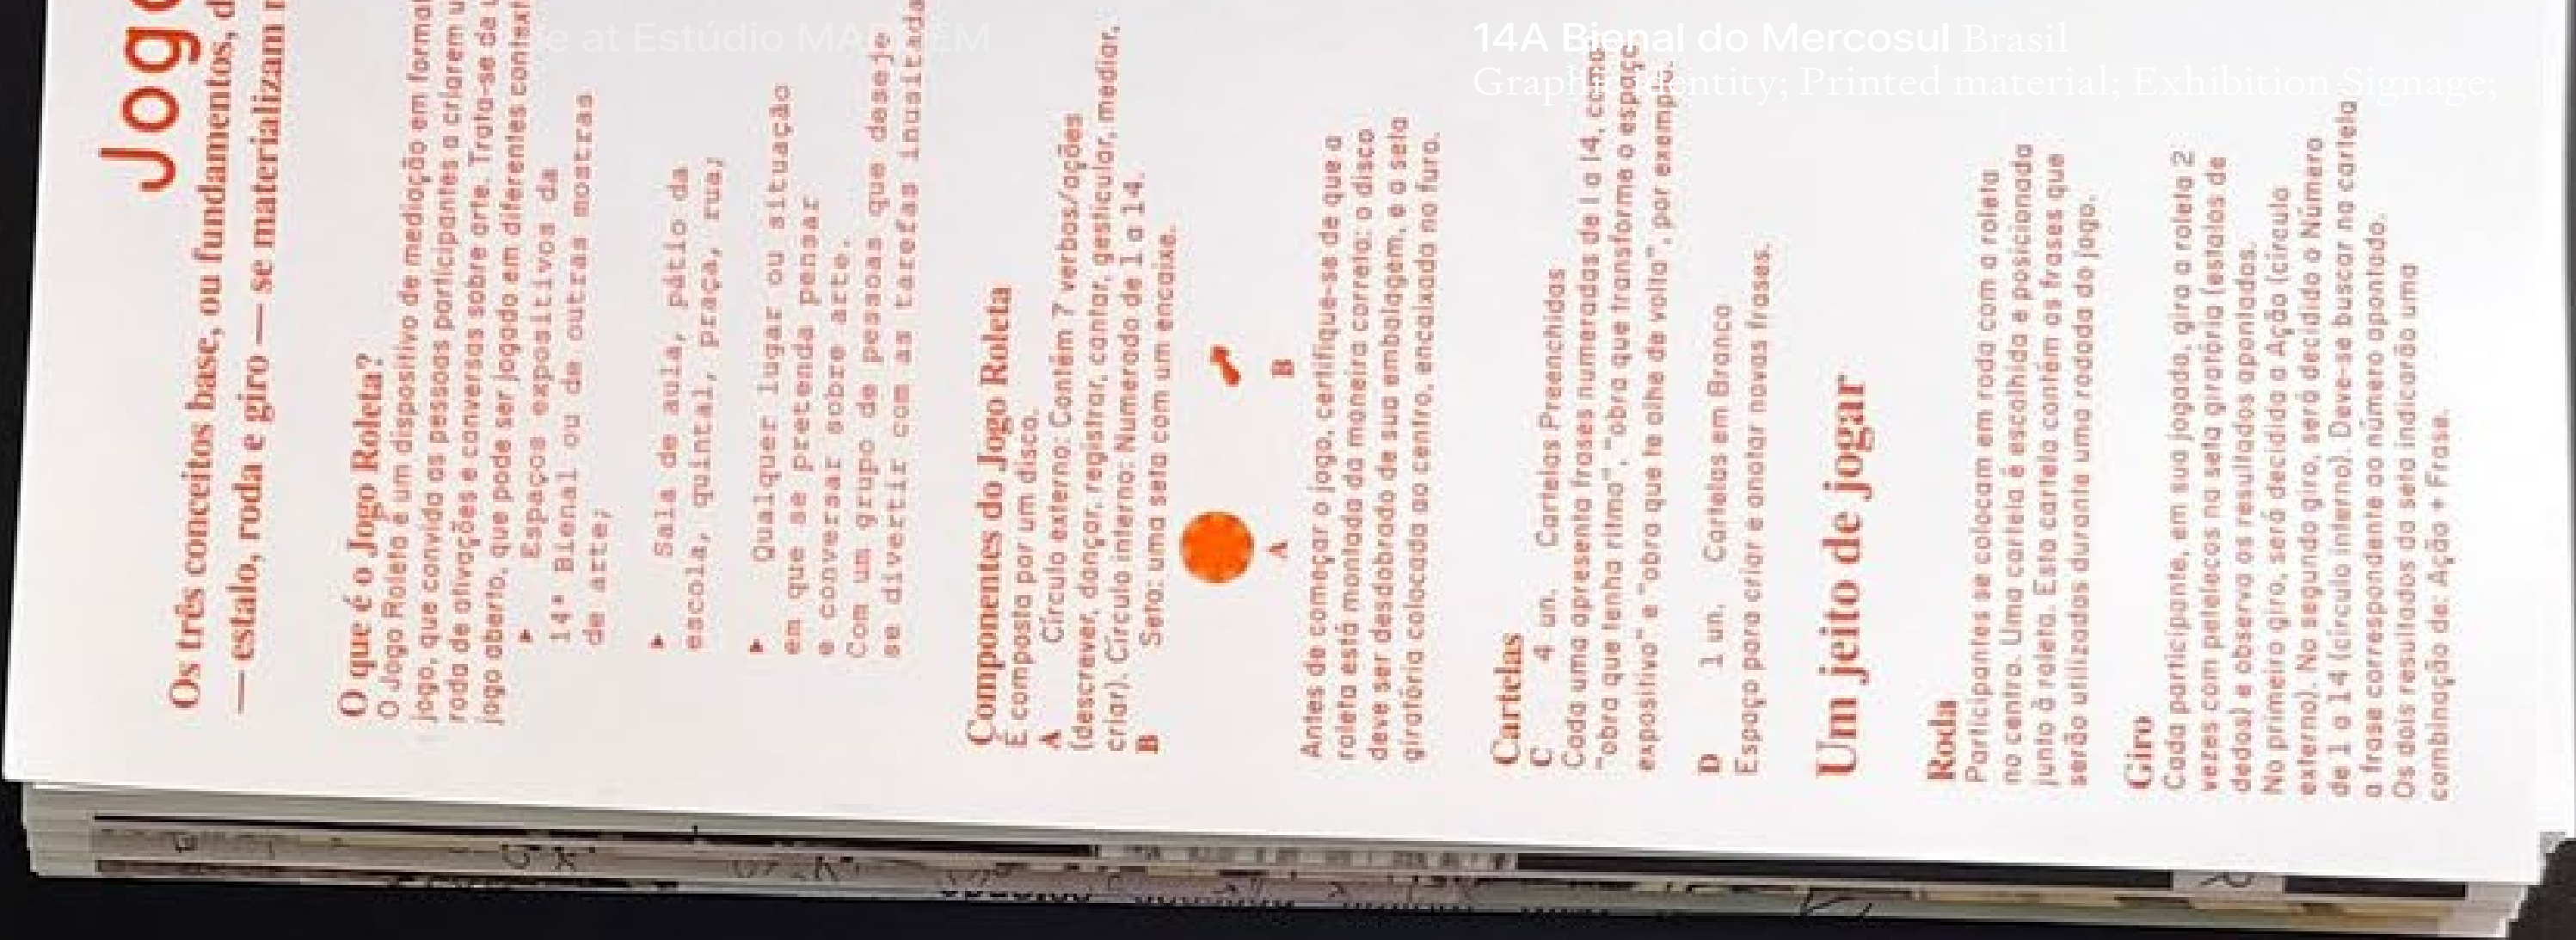 e at Estúdio MARGEM
14A Bienal do Mercosul Brasil
Graphic Identity; Printed material; Exhibition Signage;
Jogo
Os três conceitos base, ou fundamentos, d
— estalo, roda e giro — se materializam n
O que é o Jogo Roleta?
O Jogo Roleta é um dispositivo de mediação em format
jogo, que convida as pessoas participantes a criarem u
roda de ativações e conversas sobre arte. Trata-se de u
jogo aberto, que pode ser jogado em diferentes context
▸ Espaços expositivos da
14ª Bienal ou de outras mostras
de arte;
▸ Sala de aula, pátio da
escola, quintal, praça, rua;
▸ Qualquer lugar ou situação
em que se pretenda pensar
e conversar sobre arte.
Com um grupo de pessoas que deseje
se divertir com as tarefas inusitada
Componentes do Jogo Roleta
É composta por um disco.
A Círculo externo: Contém 7 verbos/ações
(descrever, dançar, registrar, cantar, gesticular, mediar,
criar). Círculo interno: Numerado de 1 a 14.
B Seta: uma seta com um encaixe.
A B
Antes de começar o jogo, certifique-se de que a
roleta está montada da maneira correta: o disco
deve ser desdobrado de sua embalagem, e a seta
giratória colocada ao centro, encaixada no furo.
Cartelas
C 4 un. Cartelas Preenchidas
Cada uma apresenta frases numeradas de 1 a 14, como
"obra que tenha ritmo", "obra que transforme o espaço
expositivo" e "obra que te olhe de volta", por exemplo.
D 1 un. Cartelas em Branco
Espaço para criar e anotar novas frases.
Um jeito de jogar
Roda
Participantes se colocam em roda com a roleta
no centro. Uma cartela é escolhida e posicionada
junto à roleta. Esta cartela contém as frases que
serão utilizadas durante uma rodada do jogo.
Giro
Cada participante, em sua jogada, gira a roleta 2
vezes com petelecos na seta giratória (estalos de
dedos) e observa os resultados apontados.
No primeiro giro, será decidida a Ação (círculo
externo). No segundo giro, será decidido o Número
de 1 a 14 (círculo interno). Deve-se buscar na cartela
a frase correspondente ao número apontado.
Os dois resultados da seta indicarão uma
combinação de: Ação + Frase.